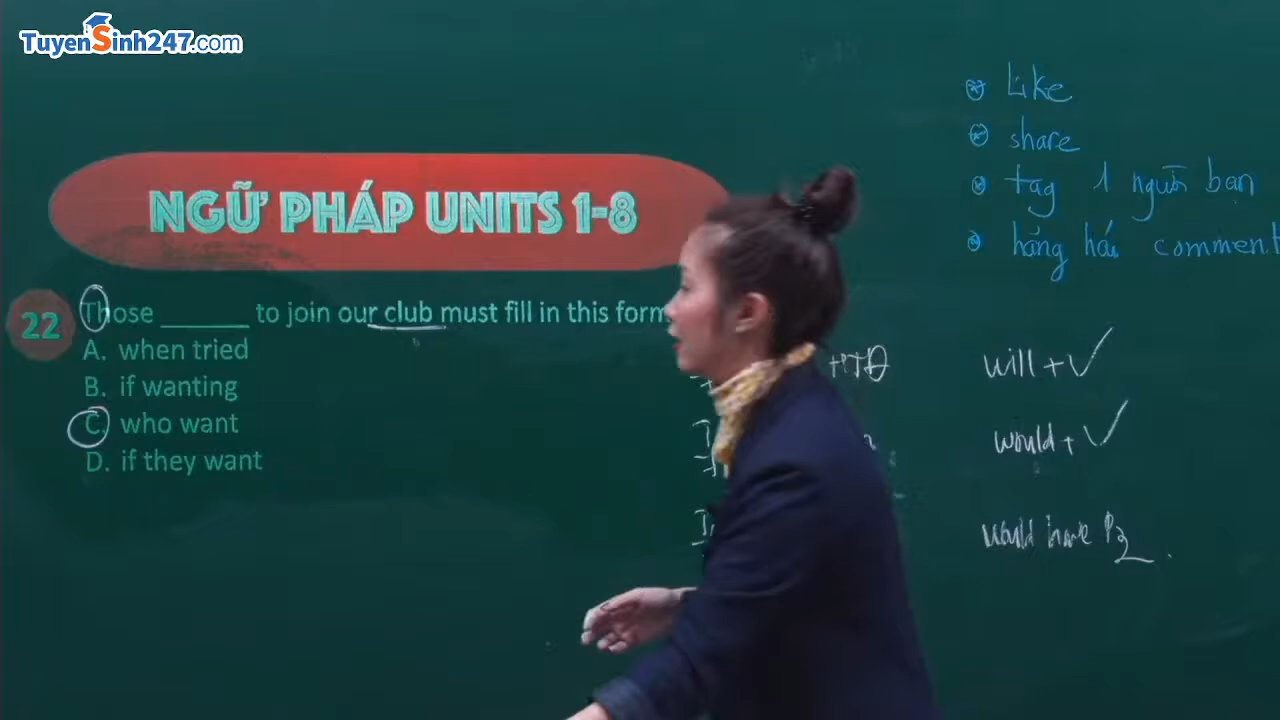 TuyenSinh247.com
Like
share
tag 1 người bạn
hăng hái comment
NGỮ PHÁP UNITS 1-8
22
Those _______ to join our club must fill in this form
A. when tried
B. if wanting
C. who want
D. if they want
+HTĐ
will + V
would + V
would have P2